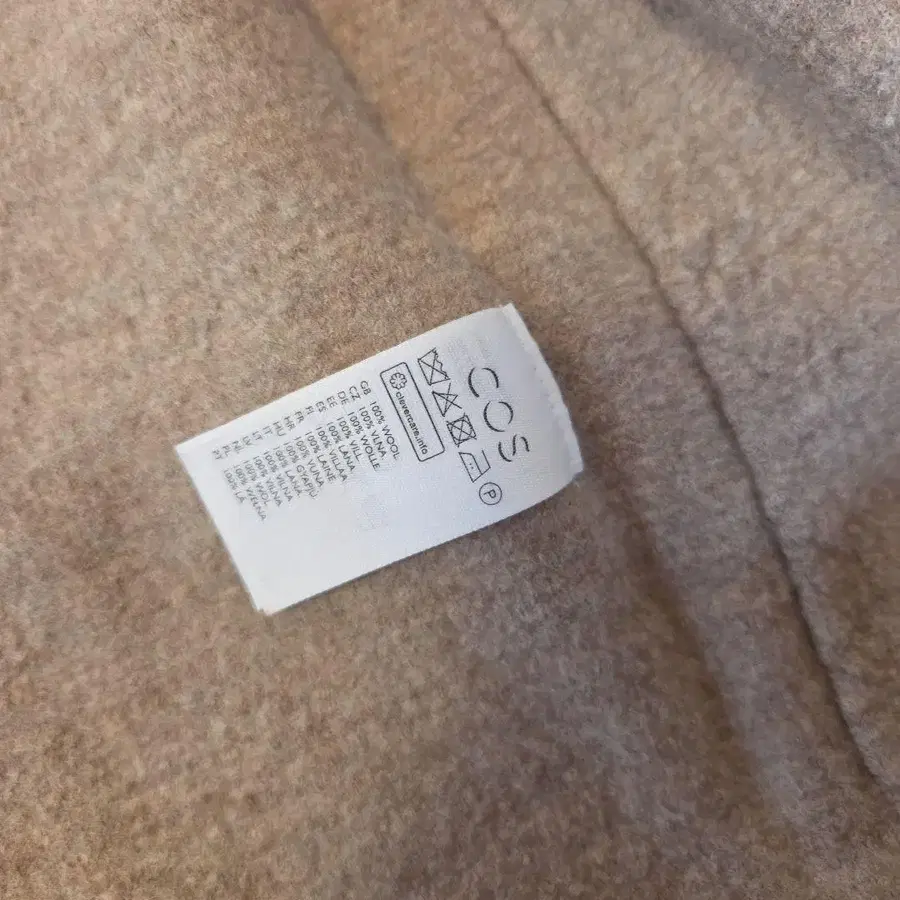 COS
P
clevercare.info
GB 100% WOOL
CZ 100% VLNA
DE 100% WOLLE
EE 100% VILL
ES 100% LANA
FI 100% VILLAA
FR 100% LAINE
HR 100% VUNA
HU 100% GYAPJÚ
IT 100% LANA
LT 100% VILNA
LV 100% VILNA
NL 100% WOL
PL 100% WEŁNA
PT 100% LÃ